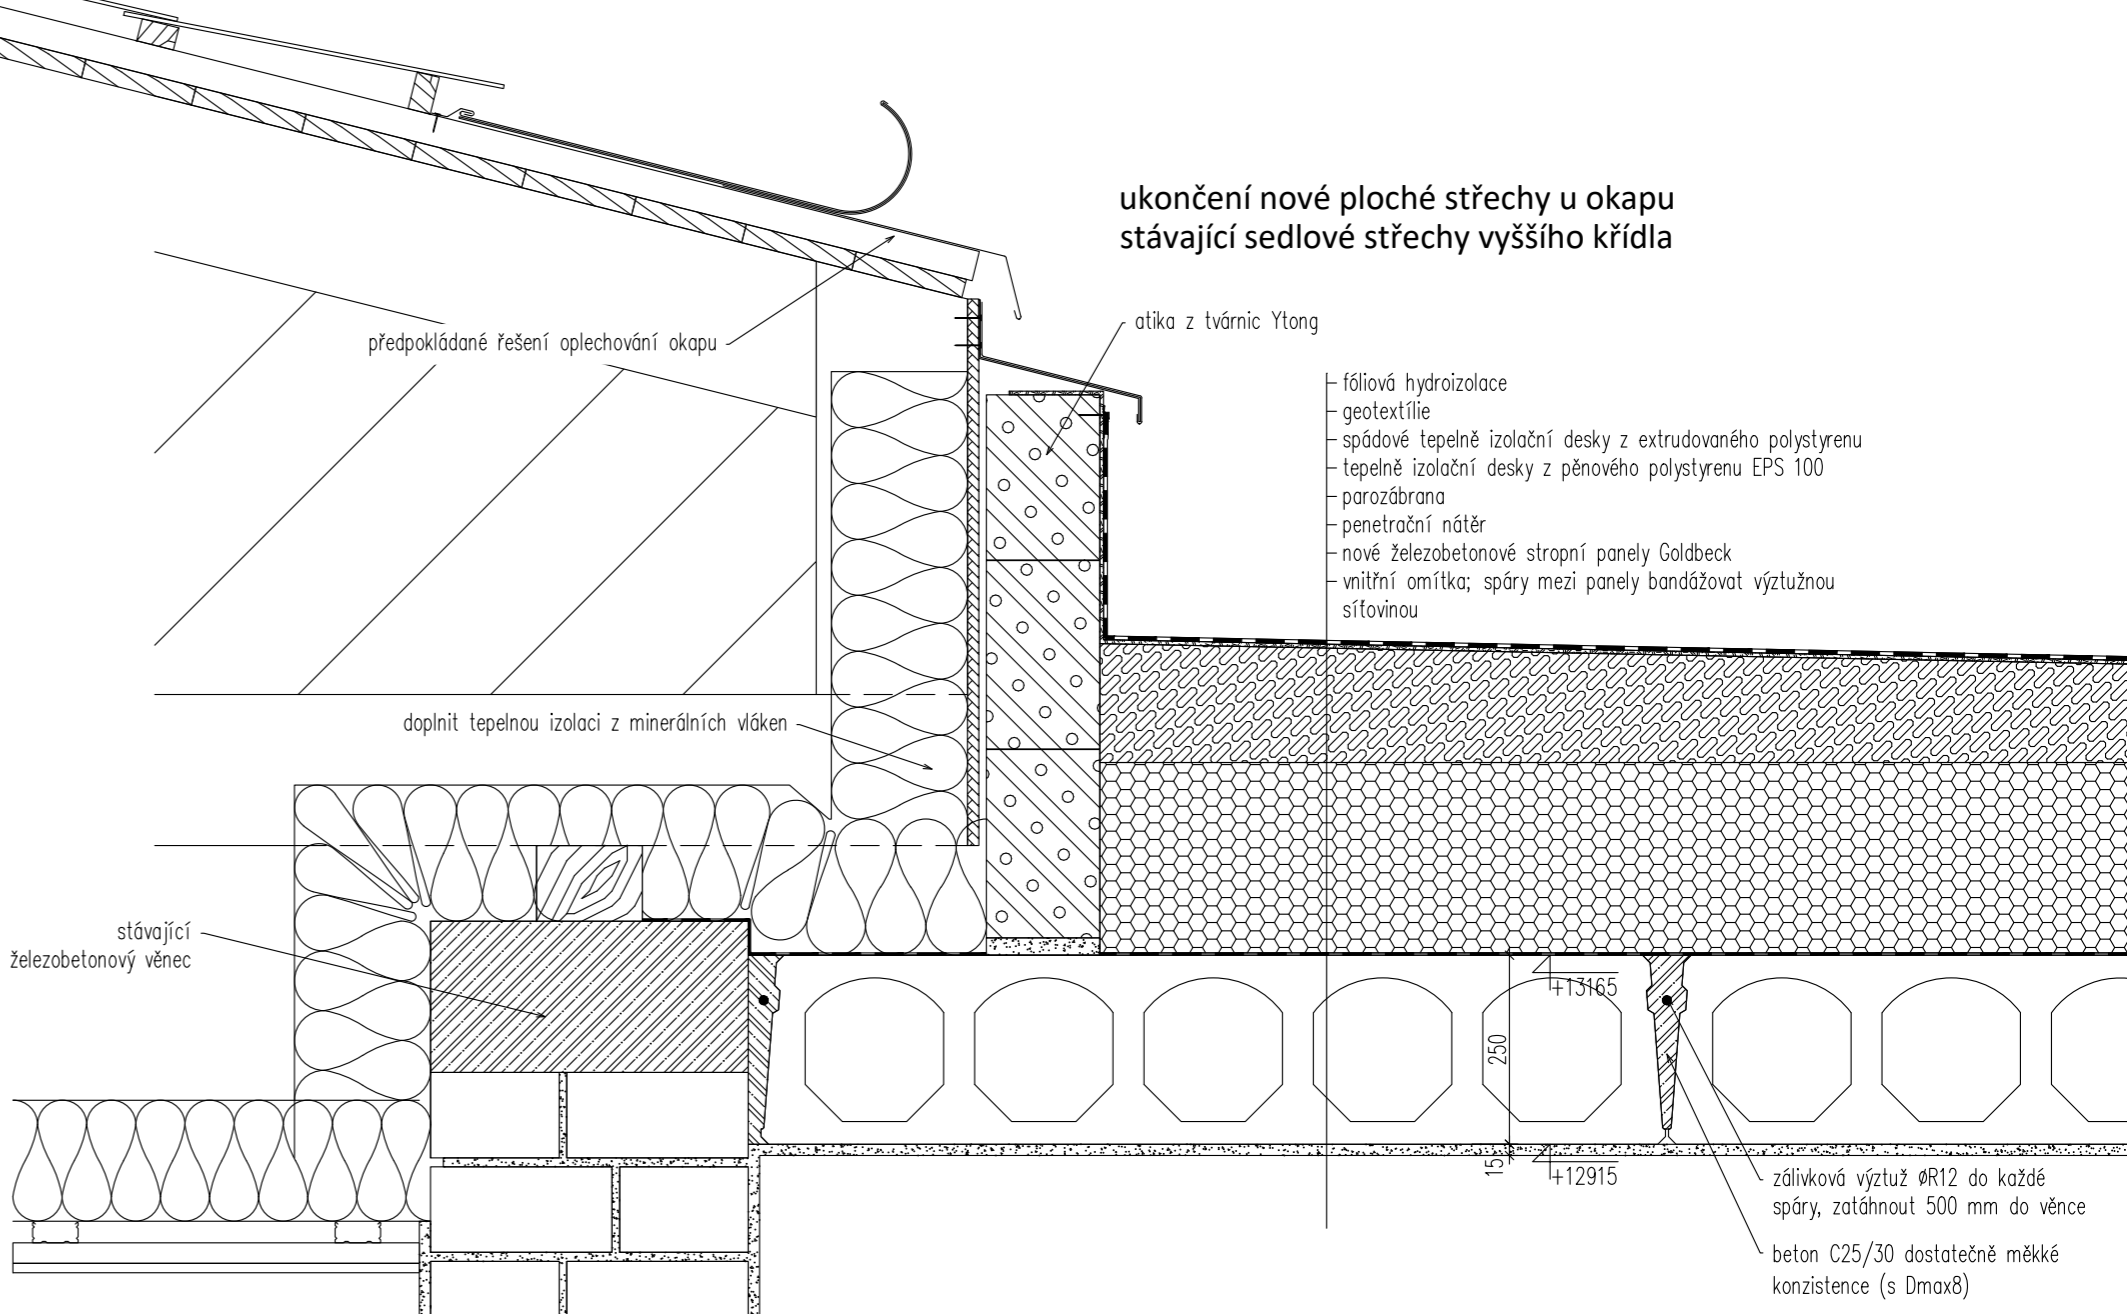 ukončení nové ploché střechy u okapu
stávající sedlové střechy vyššího křídla
předpokládané řešení oplechování okapu
atika z tvárnic Ytong
fóliová hydroizolace
geotextílie
spádové tepelně izolační desky z extrudovaného polystyrenu
tepelně izolační desky z pěnového polystyrenu EPS 100
parozábrana
penetrační nátěr
nové železobetonové stropní panely Goldbeck
vnitřní omítka; spáry mezi panely bandážovat výztužnou
síťovinou
doplnit tepelnou izolaci z minerálních vláken
stávající
železobetonový věnec
+13165
250
15
+12915
zálivková výztuž øR12 do každé
spáry, zatáhnout 500 mm do věnce
beton C25/30 dostatečně měkké
konzistence (s Dmax8)